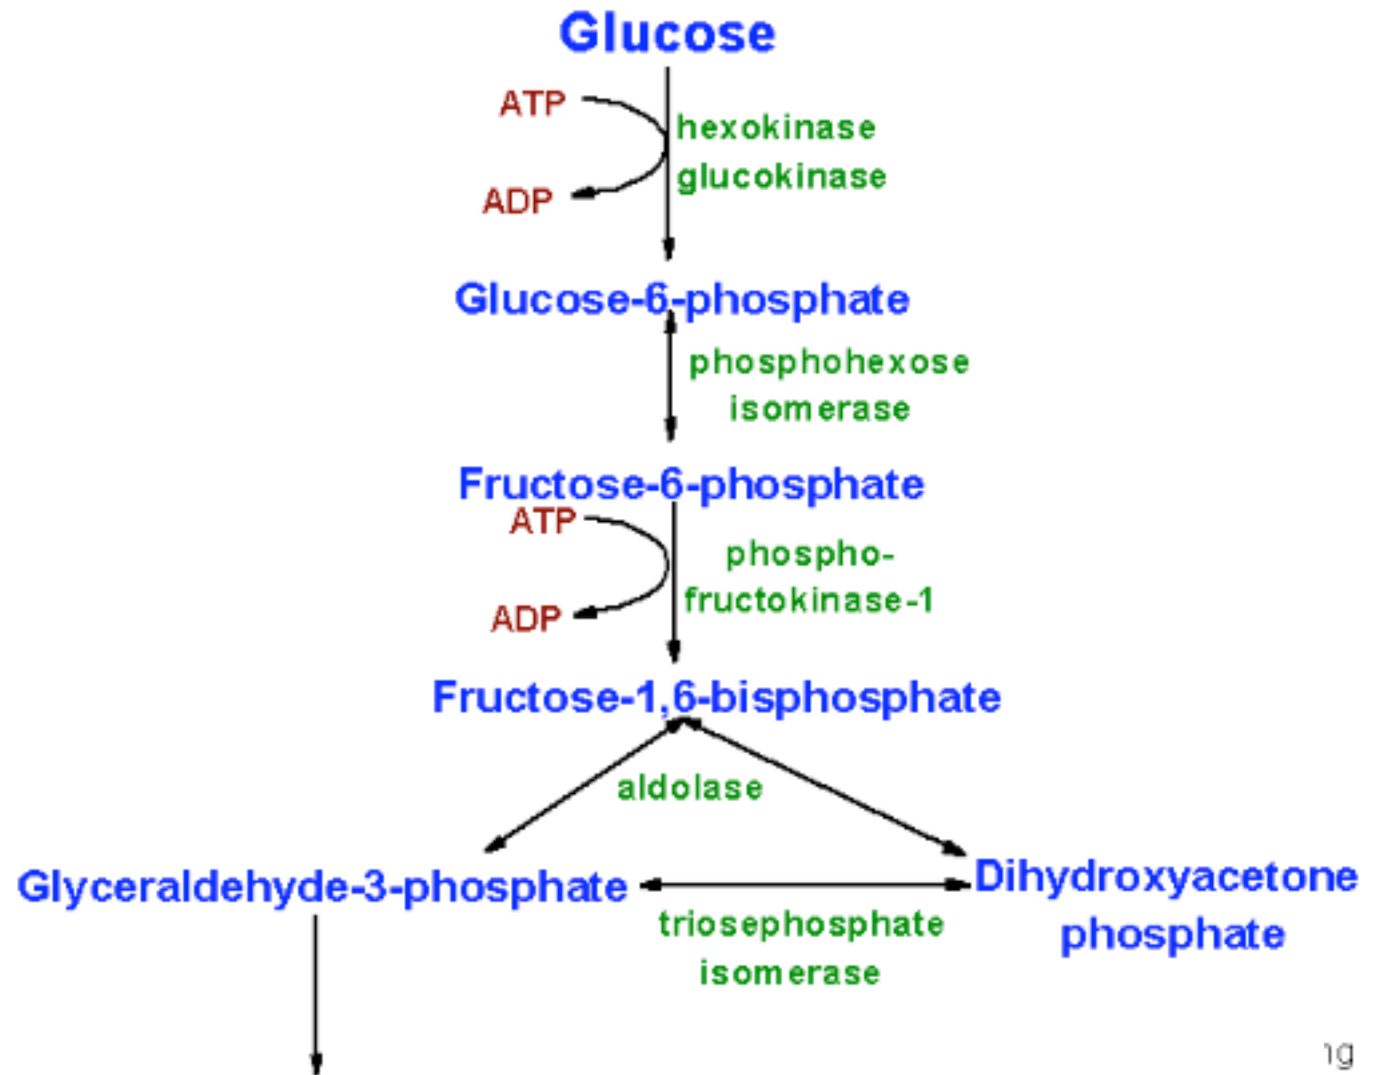 Glucose
ATP
hexokinase
glucokinase
ADP
Glucose-6-phosphate
phosphohexose
isomerase
Fructose-6-phosphate
ATP
phospho-
fructokinase-1
ADP
Fructose-1,6-bisphosphate
aldolase
Glyceraldehyde-3-phosphate
Dihydroxyacetone
phosphate
triosephosphate
isomerase